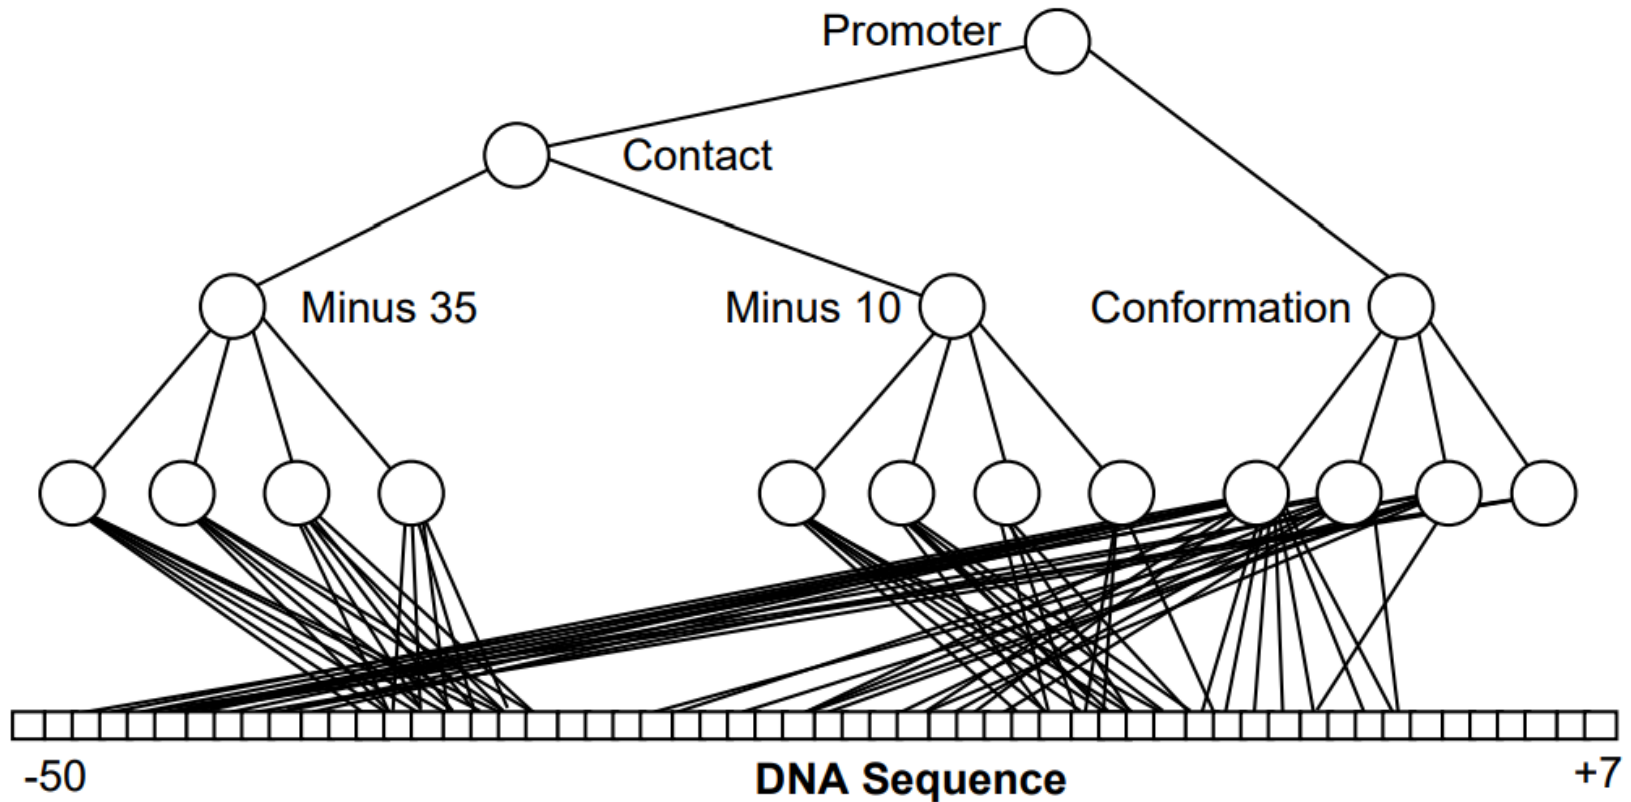 Promoter
Contact
Minus 35
Minus 10
Conformation
-50
DNA Sequence
+7